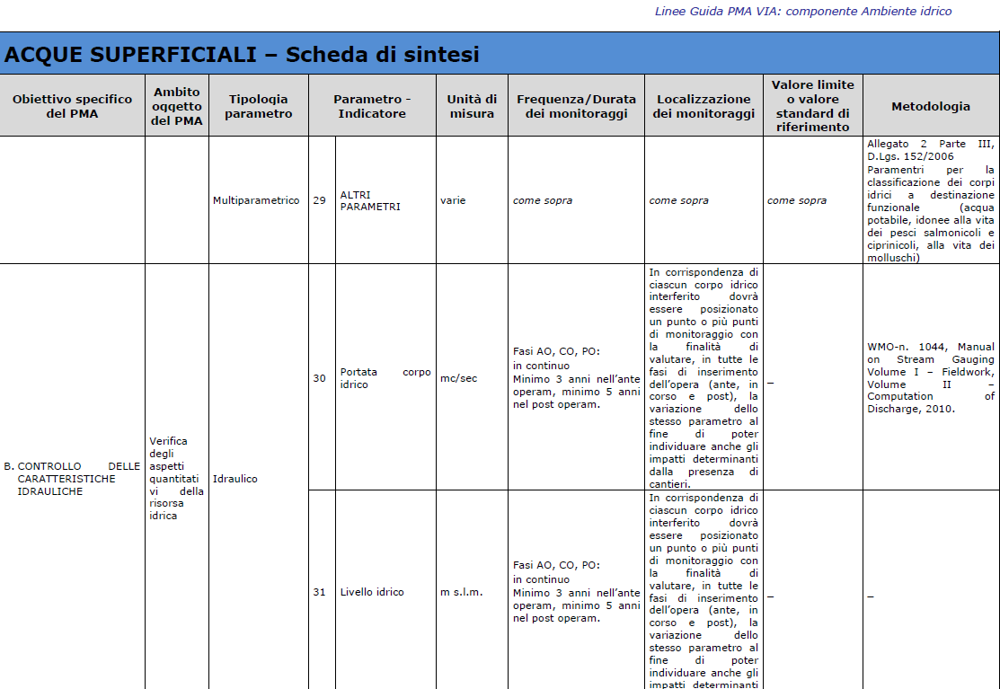 Linee Guida PMA VIA: componente Ambiente idrico
ACQUE SUPERFICIALI – Scheda di sintesi
Obiettivo specifico
del PMA
Ambito
oggetto
del PMA
Tipologia
parametro
Parametro -
Indicatore
Unità di
misura
Frequenza/Durata
dei monitoraggi
Localizzazione
dei monitoraggi
Valore limite
o valore
standard di
riferimento
Metodologia
Multiparametrico
29
ALTRI
PARAMETRI
varie
come sopra
come sopra
come sopra
Allegato 2 Parte III,
D.Lgs. 152/2006
Paramentri per la
classificazione dei corpi
idrici a destinazione
funzionale (acqua
potabile, idonee alla vita
dei pesci salmonicoli e
ciprinicoli, alla vita dei
molluschi)
B. CONTROLLO DELLE
CARATTERISTICHE
IDRAULICHE
Verifica
degli
aspetti
quantitati
vi della
risorsa
idrica
Idraulico
30
Portata corpo
idrico
mc/sec
Fasi AO, CO, PO:
in continuo
Minimo 3 anni nell'ante
operam, minimo 5 anni
nel post operam.
In corrispondenza di
ciascun corpo idrico
interferito dovrà
essere posizionato
un punto o più punti
di monitoraggio con
la finalità di
valutare, in tutte le
fasi di inserimento
dell'opera (ante, in
corso e post), la
variazione dello
stesso parametro al
fine di poter
individuare anche gli
impatti determinanti
dalla presenza di
cantieri.
–
WMO-n. 1044, Manual
on Stream Gauging
Volume I – Fieldwork,
Volume II –
Computation of
Discharge, 2010.
31
Livello idrico
m s.l.m.
Fasi AO, CO, PO:
in continuo
Minimo 3 anni nell'ante
operam, minimo 5 anni
nel post operam.
In corrispondenza di
ciascun corpo idrico
interferito dovrà
essere posizionato
un punto o più punti
di monitoraggio con
la finalità di
valutare, in tutte le
fasi di inserimento
dell'opera (ante, in
corso e post), la
variazione dello
stesso parametro al
fine di poter
individuare anche gli
impatti determinanti
–
–